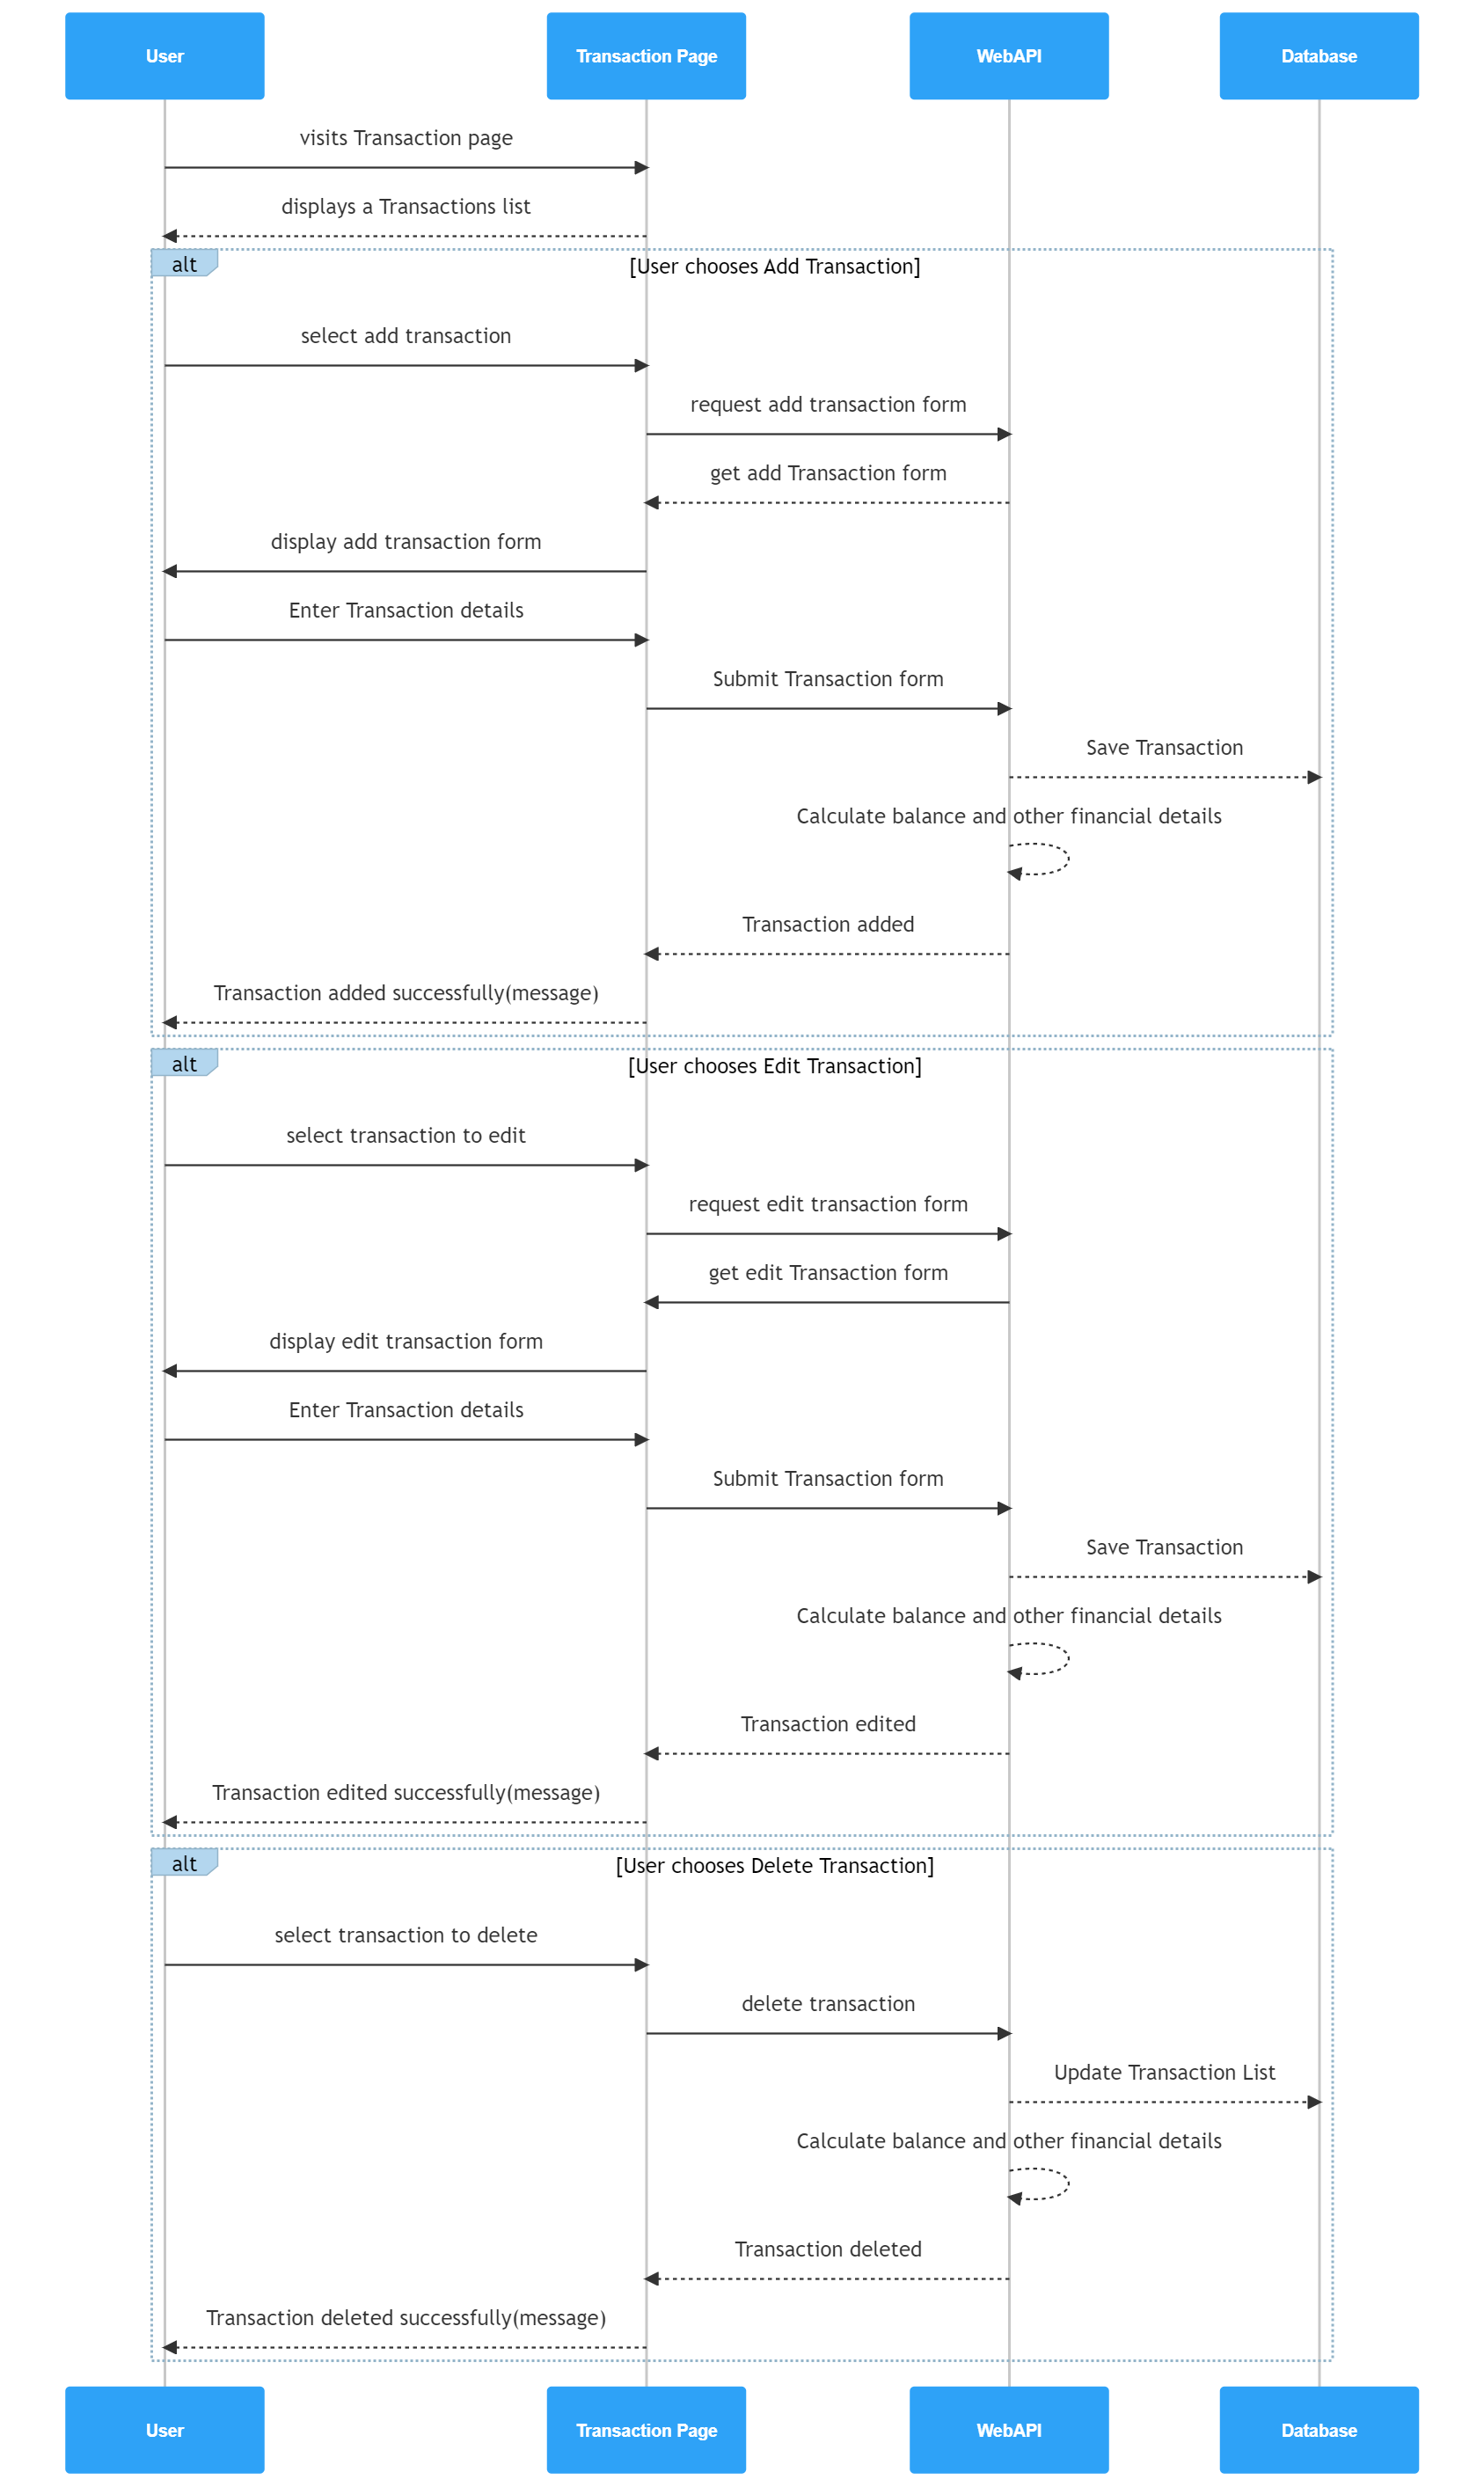 User
Transaction Page
WebAPI
Database
visits Transaction page
displays a Transactions list
alt
[User chooses Add Transaction]
select add transaction
request add transaction form
get add Transaction form
display add transaction form
Enter Transaction details
Submit Transaction form
Save Transaction
Calculate balance and other financial details
Transaction added
Transaction added successfully(message)
alt
[User chooses Edit Transaction]
select transaction to edit
request edit transaction form
get edit Transaction form
display edit transaction form
Enter Transaction details
Submit Transaction form
Save Transaction
Calculate balance and other financial details
Transaction edited
Transaction edited successfully(message)
alt
[User chooses Delete Transaction]
select transaction to delete
delete transaction
Update Transaction List
Calculate balance and other financial details
Transaction deleted
Transaction deleted successfully(message)
User
Transaction Page
WebAPI
Database